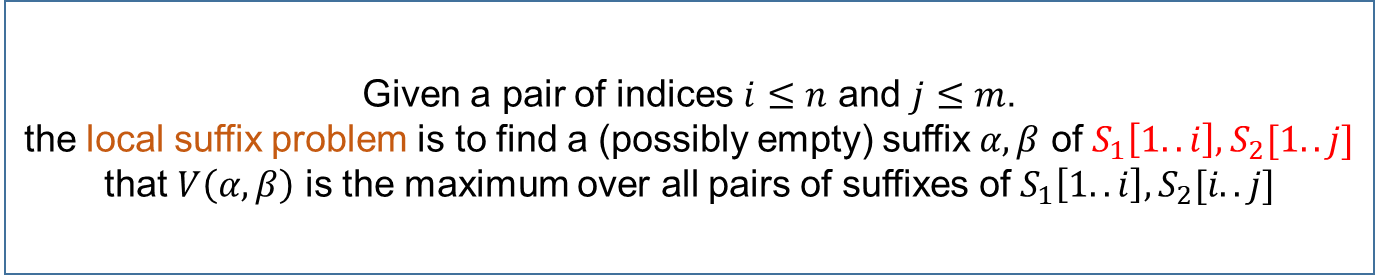 Given a pair of indices 𝑖 ≤ 𝑛 and 𝑗 ≤ 𝑚.
the local suffix problem is to find a (possibly empty) suffix 𝛼, 𝛽 of 𝑆₁[1..𝑖], 𝑆₂[1..𝑗]
that 𝑉(𝛼, 𝛽) is the maximum over all pairs of suffixes of 𝑆₁[1..𝑖], 𝑆₂[𝑖..𝑗]